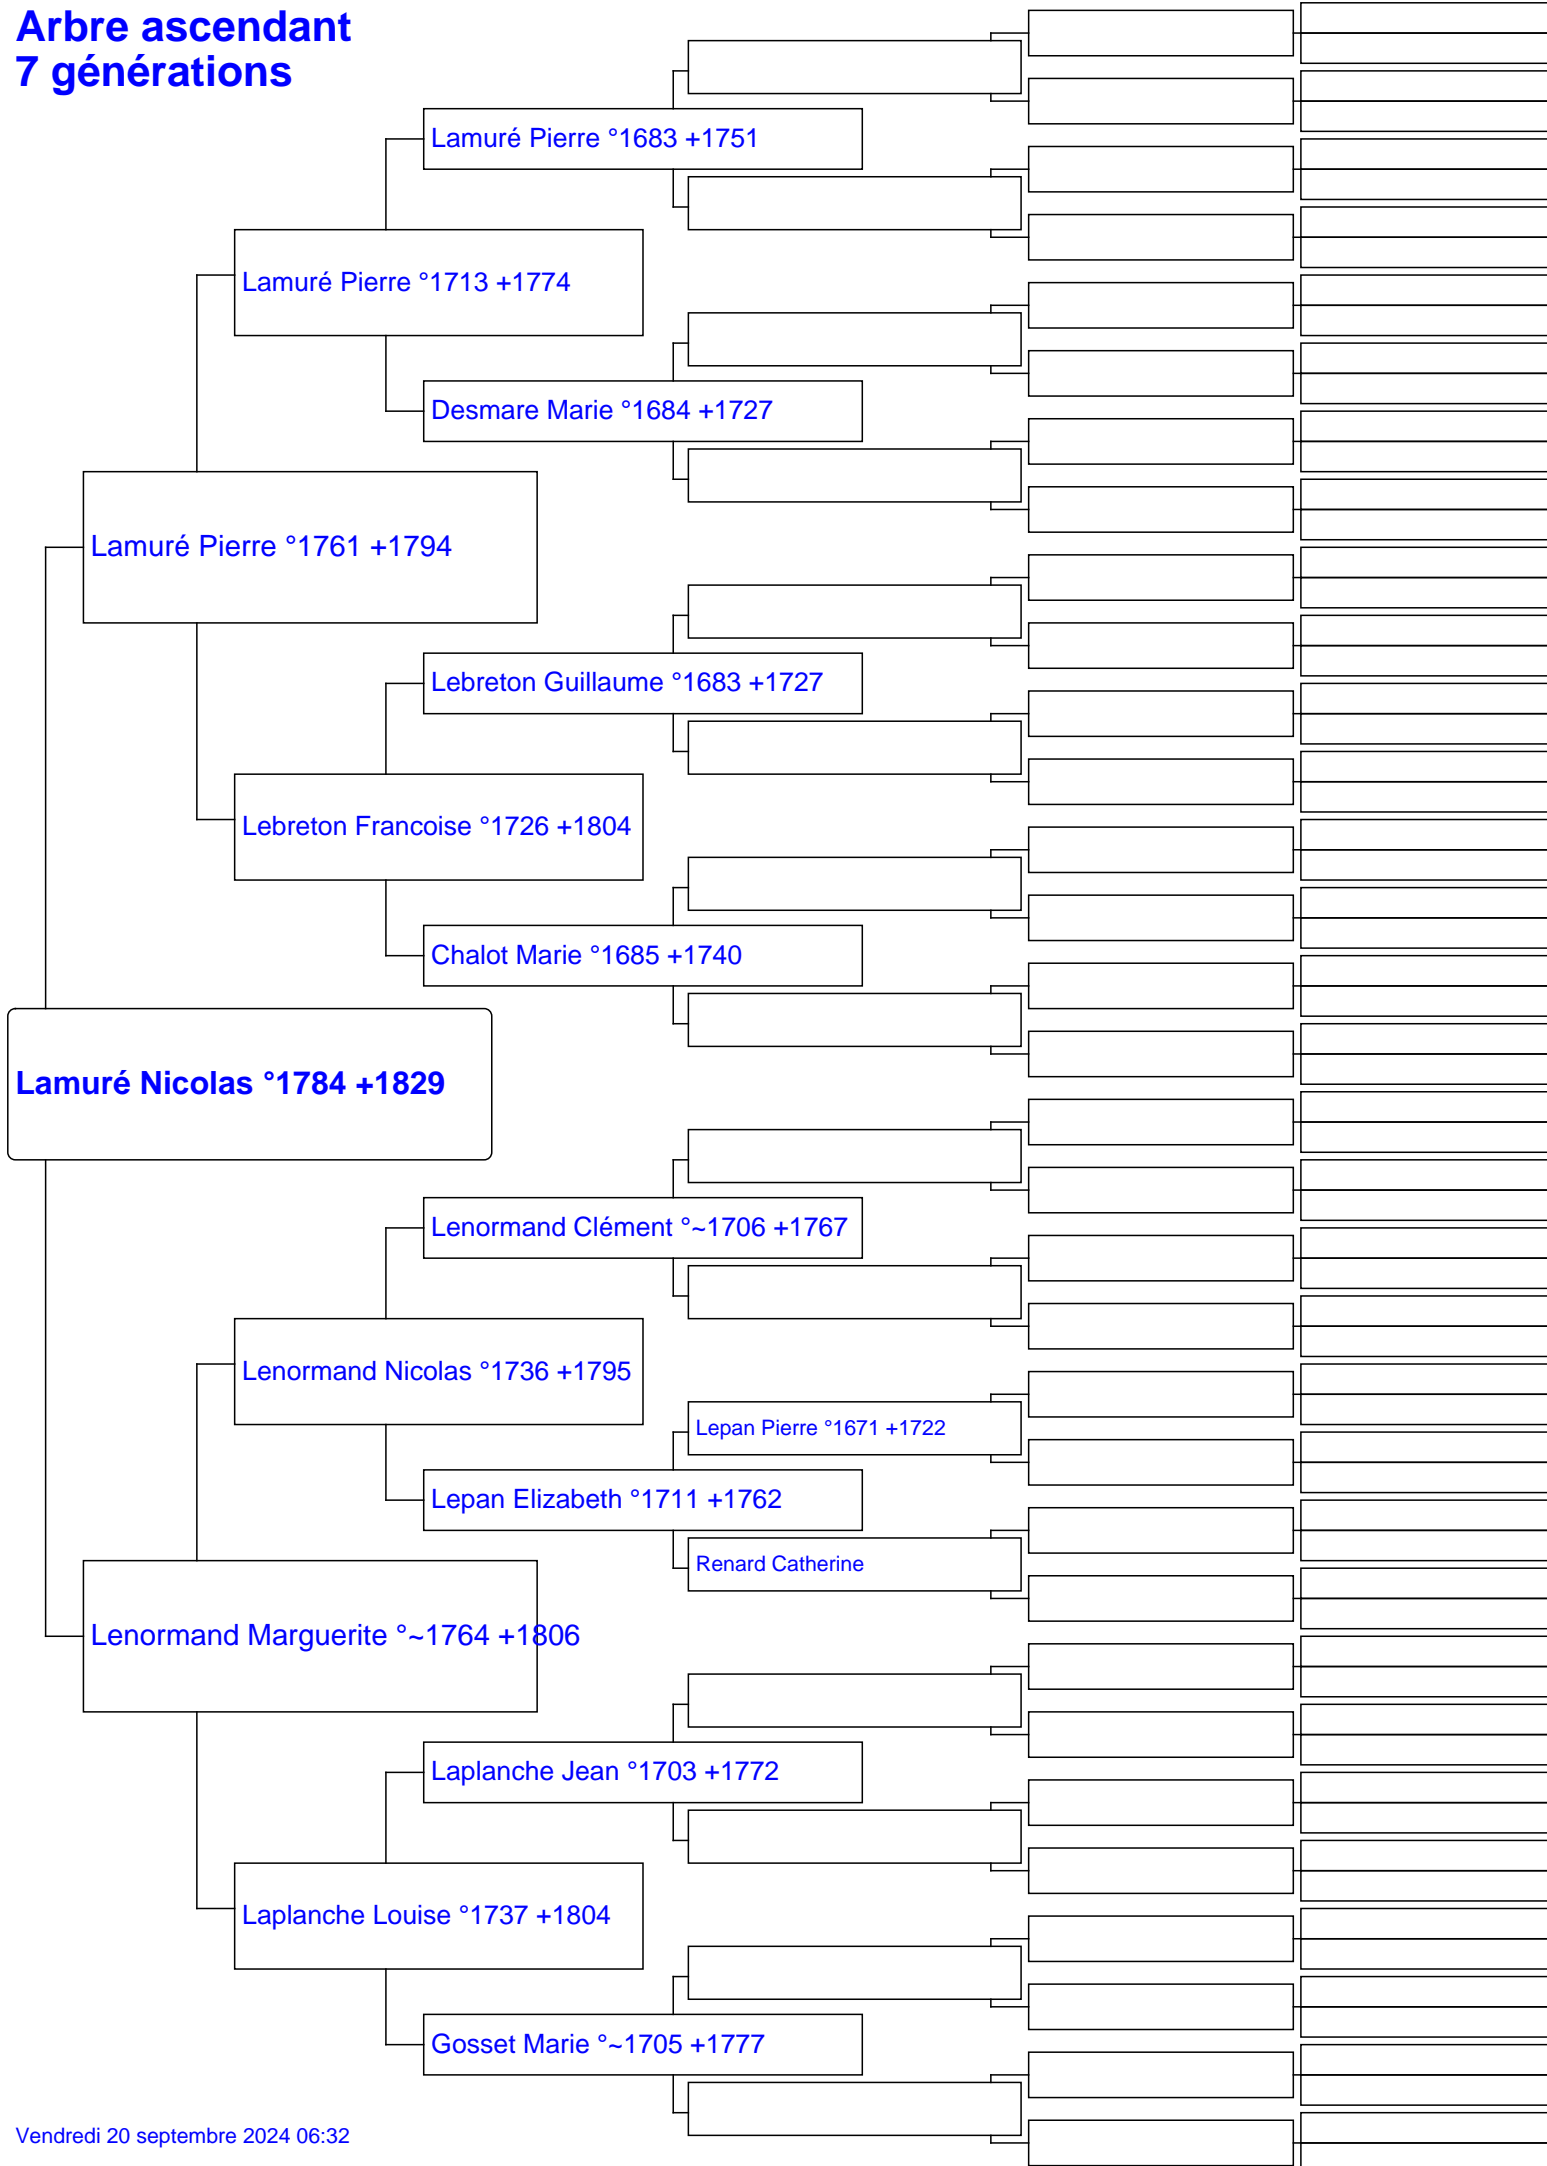 Arbre ascendant
7 générations
Lamuré Pierre °1683 +1751
Lamuré Pierre °1713 +1774
Desmare Marie °1684 +1727
Lamuré Pierre °1761 +1794
Lebreton Guillaume °1683 +1727
Lebreton Francoise °1726 +1804
Chalot Marie °1685 +1740
Lamuré Nicolas °1784 +1829
Lenormand Clément °~1706 +1767
Lenormand Nicolas °1736 +1795
Lepan Pierre °1671 +1722
Lepan Elizabeth °1711 +1762
Renard Catherine
Lenormand Marguerite °~1764 +1806
Laplanche Jean °1703 +1772
Laplanche Louise °1737 +1804
Gosset Marie °~1705 +1777
Vendredi 20 septembre 2024 06:32